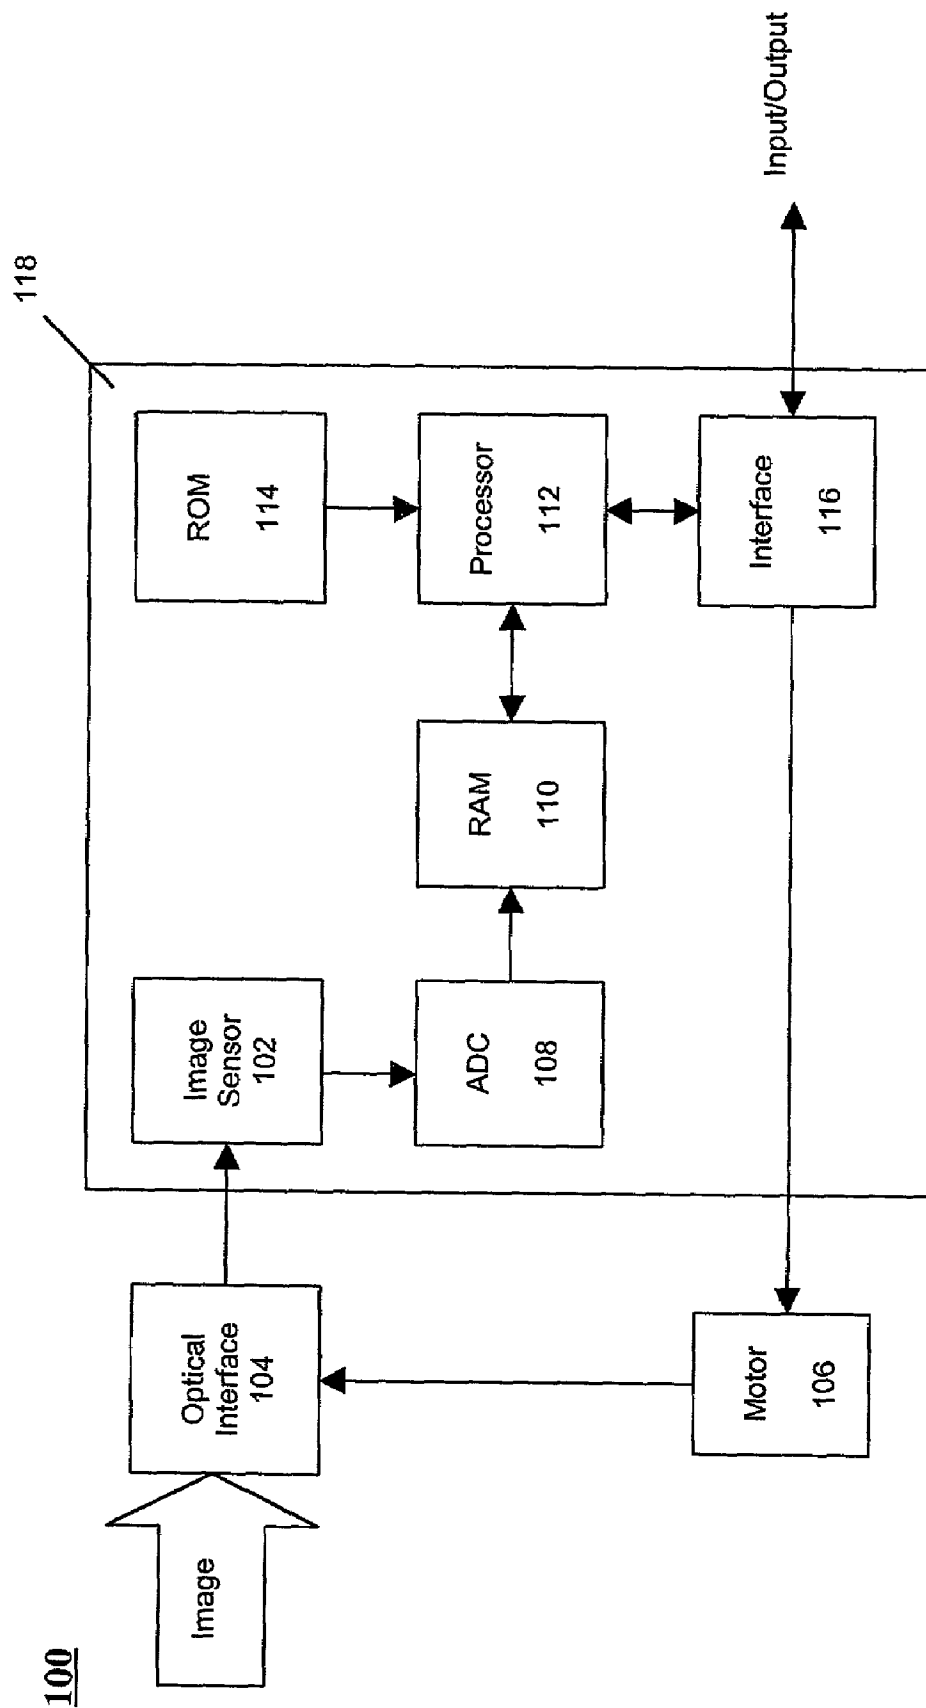 100
Image
Optical
Interface
104
Image
Sensor
102
ROM
114
118
ADC
108
RAM
110
Processor
112
Motor
106
Interface
116
Input/Output